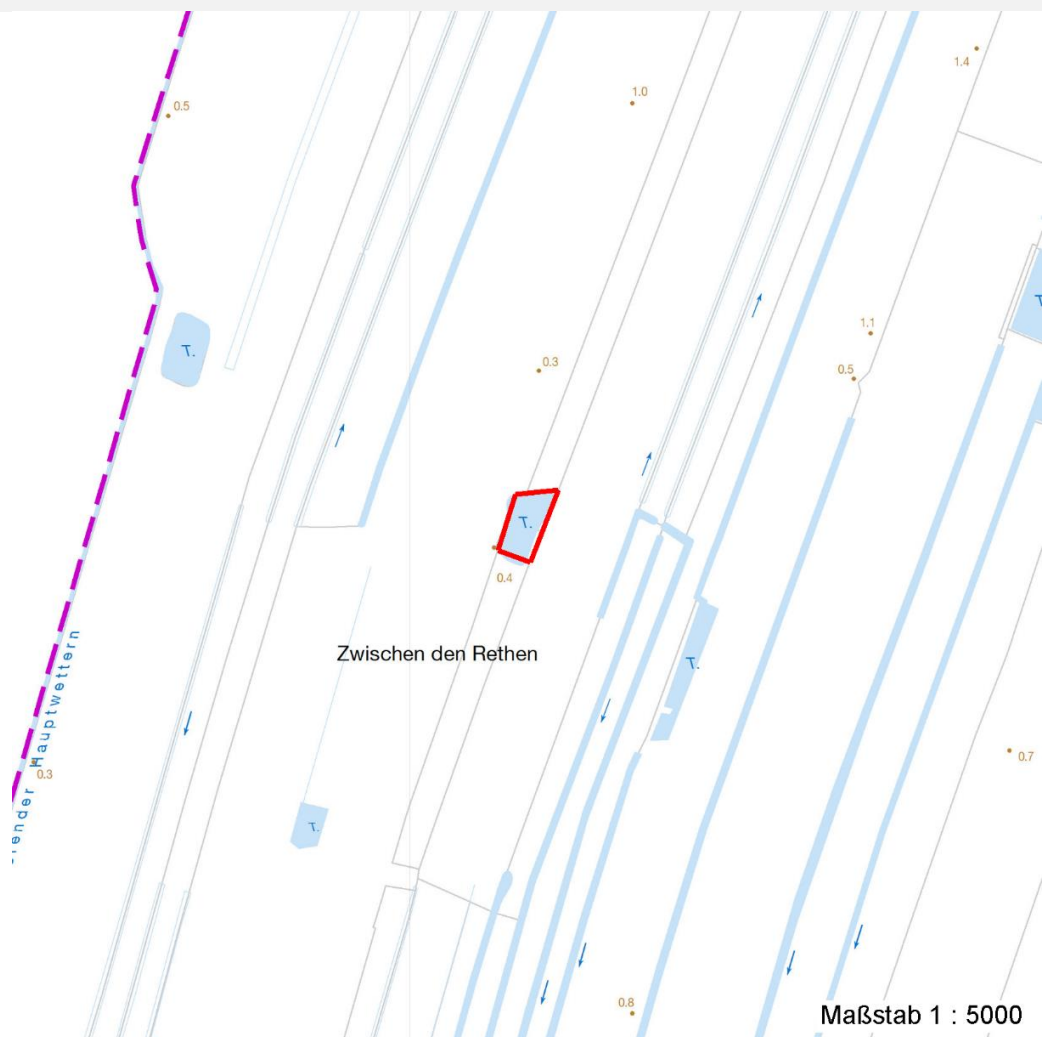 1.4
1.0
0.5
T.
1.1
T.
0.3
0.5
T.
0.4
Zwischen den Rethen
T.
Hauptwettern
0.7
0.3
T.
0.8
Maßstab 1 : 5000